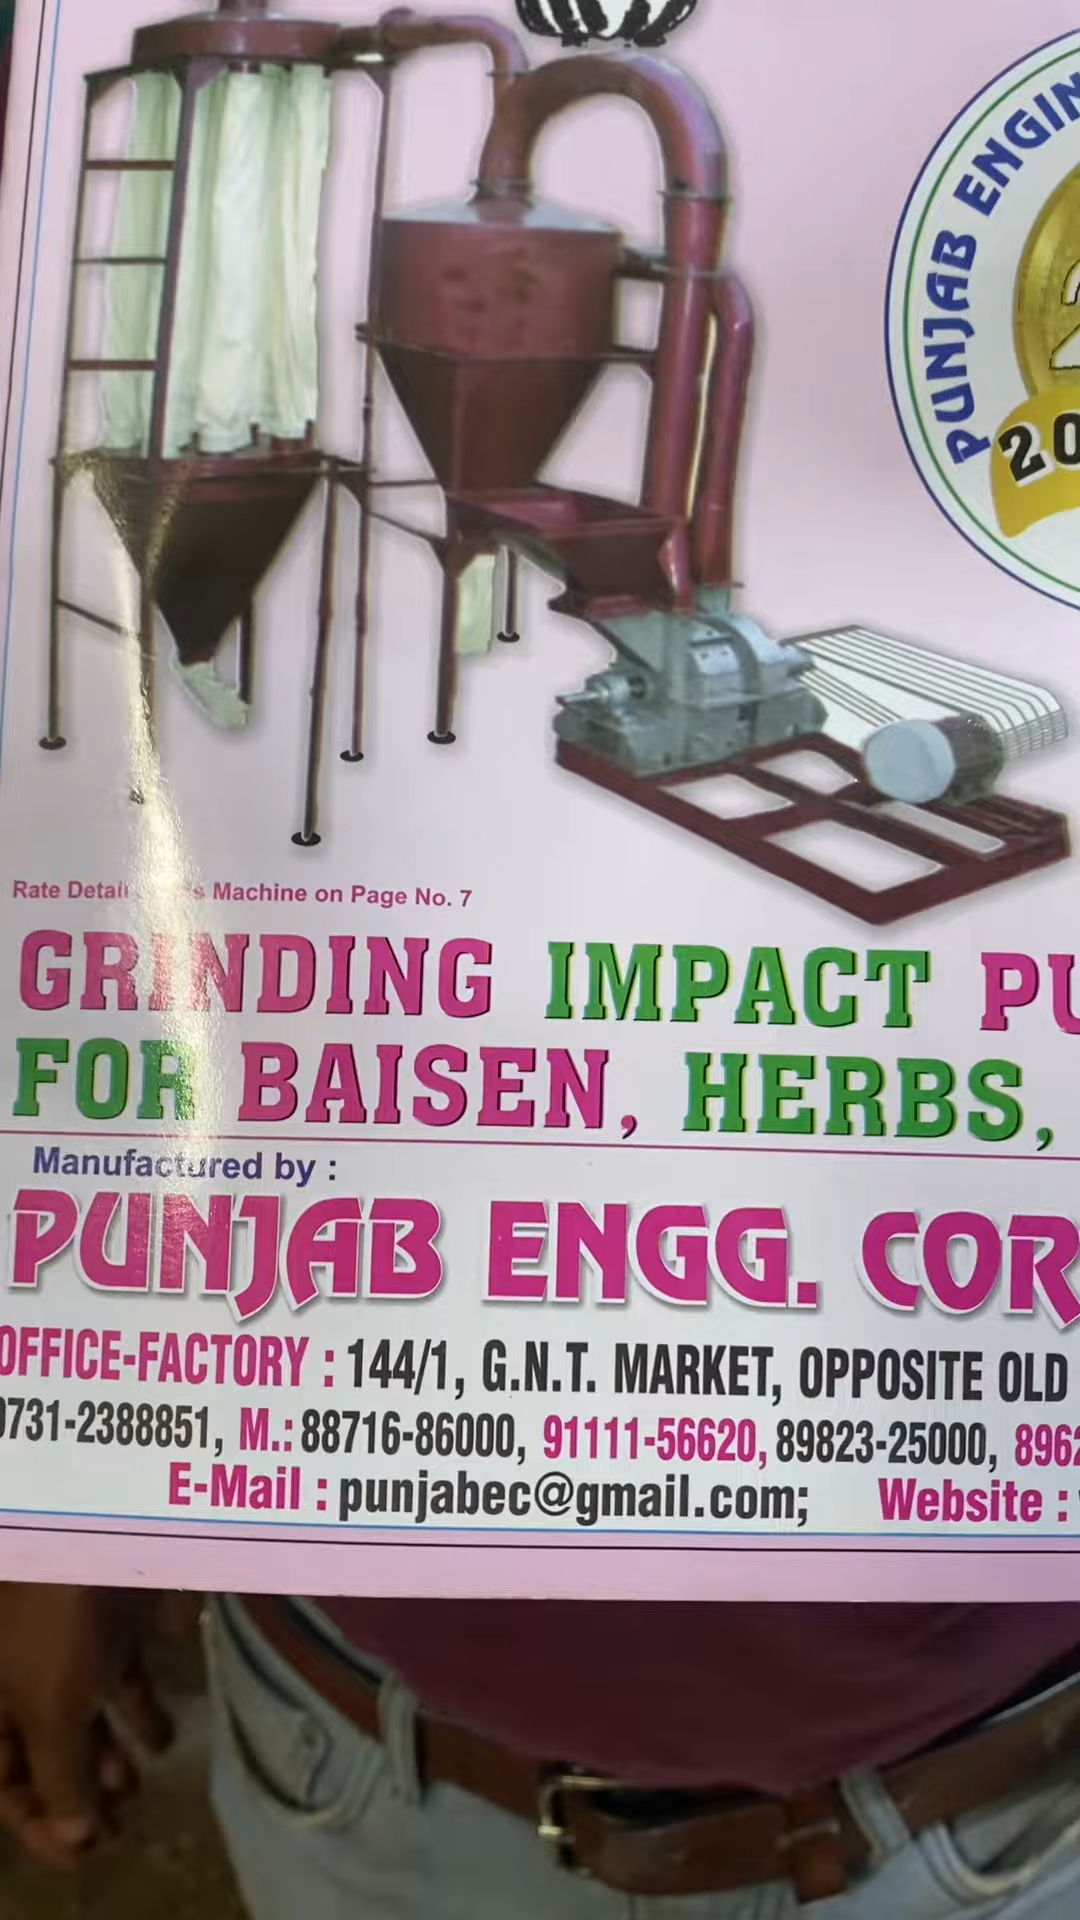 PUNJAB ENGIN
2
20
Rate Detail s Machine on Page No. 7
GRINDING IMPACT PU
FOR BAISEN, HERBS,
Manufactured by :
PUNJAB ENGG. COR
OFFICE-FACTORY : 144/1, G.N.T. MARKET, OPPOSITE OLD
0731-2388851, M.: 88716-86000, 91111-56620, 89823-25000, 8962
E-Mail : punjabec@gmail.com; Website :